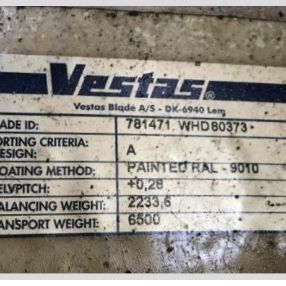 Vestas®
Vestas Blade A/S - DK-6940 Lem
ADE ID: 781471 WHD80373
ORTING CRITERIA:
ESIGN: A
OATING METHOD: PAINTED RAL - 9010
ELVPITCH: +0,28
ALANCING WEIGHT: 2233,6
ANSPORT WEIGHT: 6500